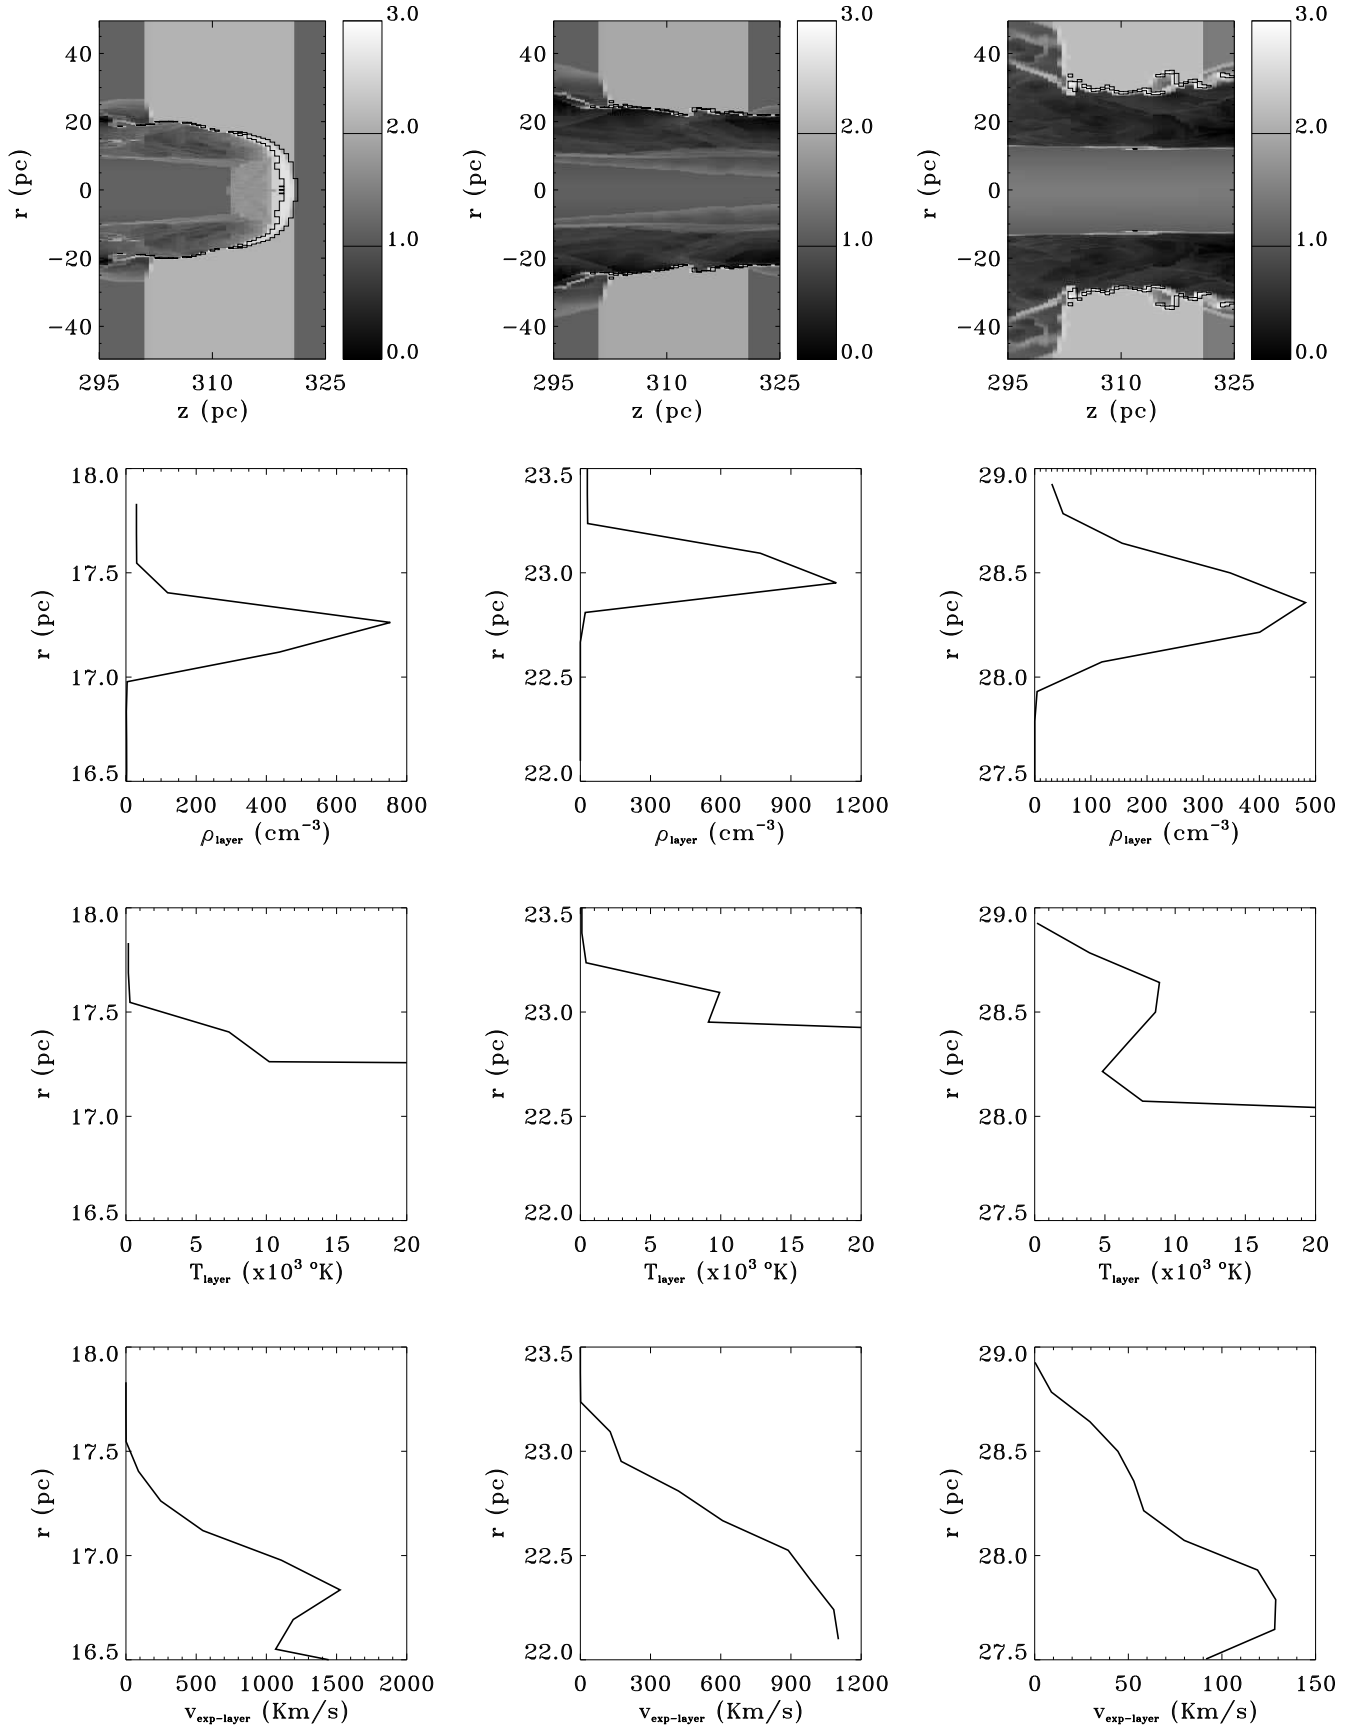 3.0 3.0 3.0
40 40 40
20 2.0 20 2.0 20 2.0
r (pc) 0 r (pc) 0 r (pc) 0
−20 1.0 −20 1.0 −20 1.0
−40 −40 −40
0.0 0.0 0.0
295 310 325 295 310 325 295 310 325
z (pc) z (pc) z (pc)
18.0 23.5 29.0
17.5 23.0 28.5
r (pc) r (pc) r (pc)
17.0 22.5 28.0
16.5 22.0 27.5
0 200 400 600 800 0 300 600 900 1200 0 100 200 300 400 500
ρlayer (cm⁻³) ρlayer (cm⁻³) ρlayer (cm⁻³)
18.0 23.5 29.0
17.5 23.0 28.5
r (pc) r (pc) r (pc)
17.0 22.5 28.0
16.5 22.0 27.5
0 5 10 15 20 0 5 10 15 20 0 5 10 15 20
Tlayer (x10³ °K) Tlayer (x10³ °K) Tlayer (x10³ °K)
18.0 23.5 29.0
17.5 23.0 28.5
r (pc) r (pc) r (pc)
17.0 22.5 28.0
16.5 22.0 27.5
0 500 1000 1500 2000 0 300 600 900 1200 0 50 100 150
vexp−layer (Km/s) vexp−layer (Km/s) vexp−layer (Km/s)